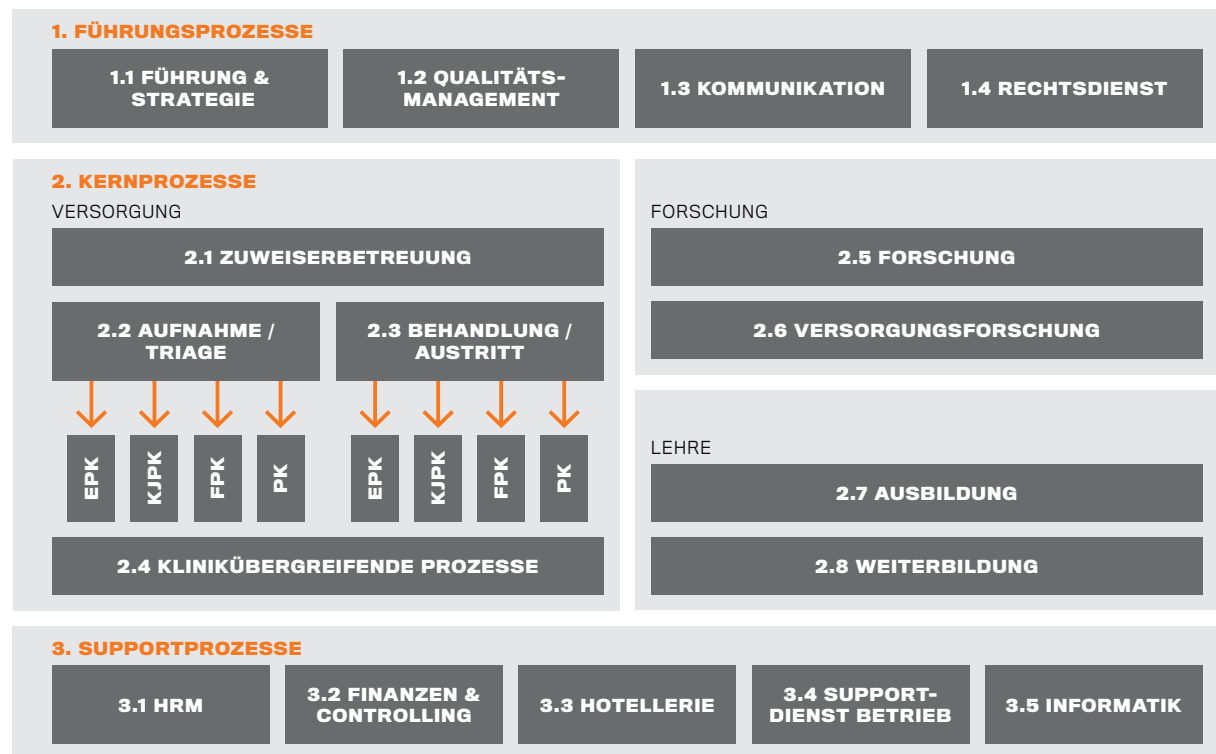 1. FÜHRUNGSPROZESSE
1.1 FÜHRUNG &
STRATEGIE
1.2 QUALITÄTS-
MANAGEMENT
1.3 KOMMUNIKATION
1.4 RECHTSDIENST
2. KERNPROZESSE
VERSORGUNG
2.1 ZUWEISERBETREUUNG
2.2 AUFNAHME /
TRIAGE
2.3 BEHANDLUNG /
AUSTRITT
EPK
KJPK
FPK
PK
EPK
KJPK
FPK
PK
2.4 KLINIKÜBERGREIFENDE PROZESSE
FORSCHUNG
2.5 FORSCHUNG
2.6 VERSORGUNGSFORSCHUNG
LEHRE
2.7 AUSBILDUNG
2.8 WEITERBILDUNG
3. SUPPORTPROZESSE
3.1 HRM
3.2 FINANZEN &
CONTROLLING
3.3 HOTELLERIE
3.4 SUPPORT-
DIENST BETRIEB
3.5 INFORMATIK